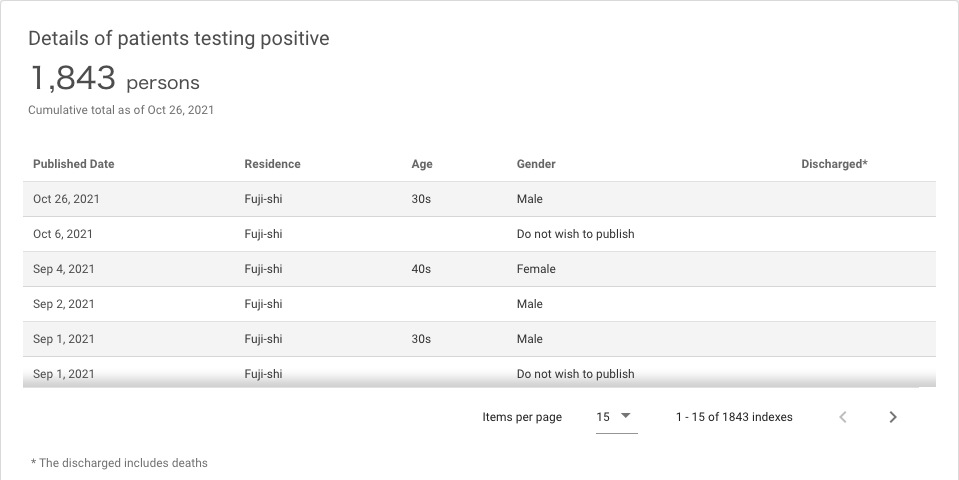 Details of patients testing positive
1,843 persons
Cumulative total as of Oct 26, 2021
Published Date Residence Age Gender Discharged*
Oct 26, 2021 Fuji-shi 30s Male
Oct 6, 2021 Fuji-shi Do not wish to publish
Sep 4, 2021 Fuji-shi 40s Female
Sep 2, 2021 Fuji-shi Male
Sep 1, 2021 Fuji-shi 30s Male
Sep 1, 2021 Fuji-shi Do not wish to publish
Items per page 15 1 - 15 of 1843 indexes
* The discharged includes deaths